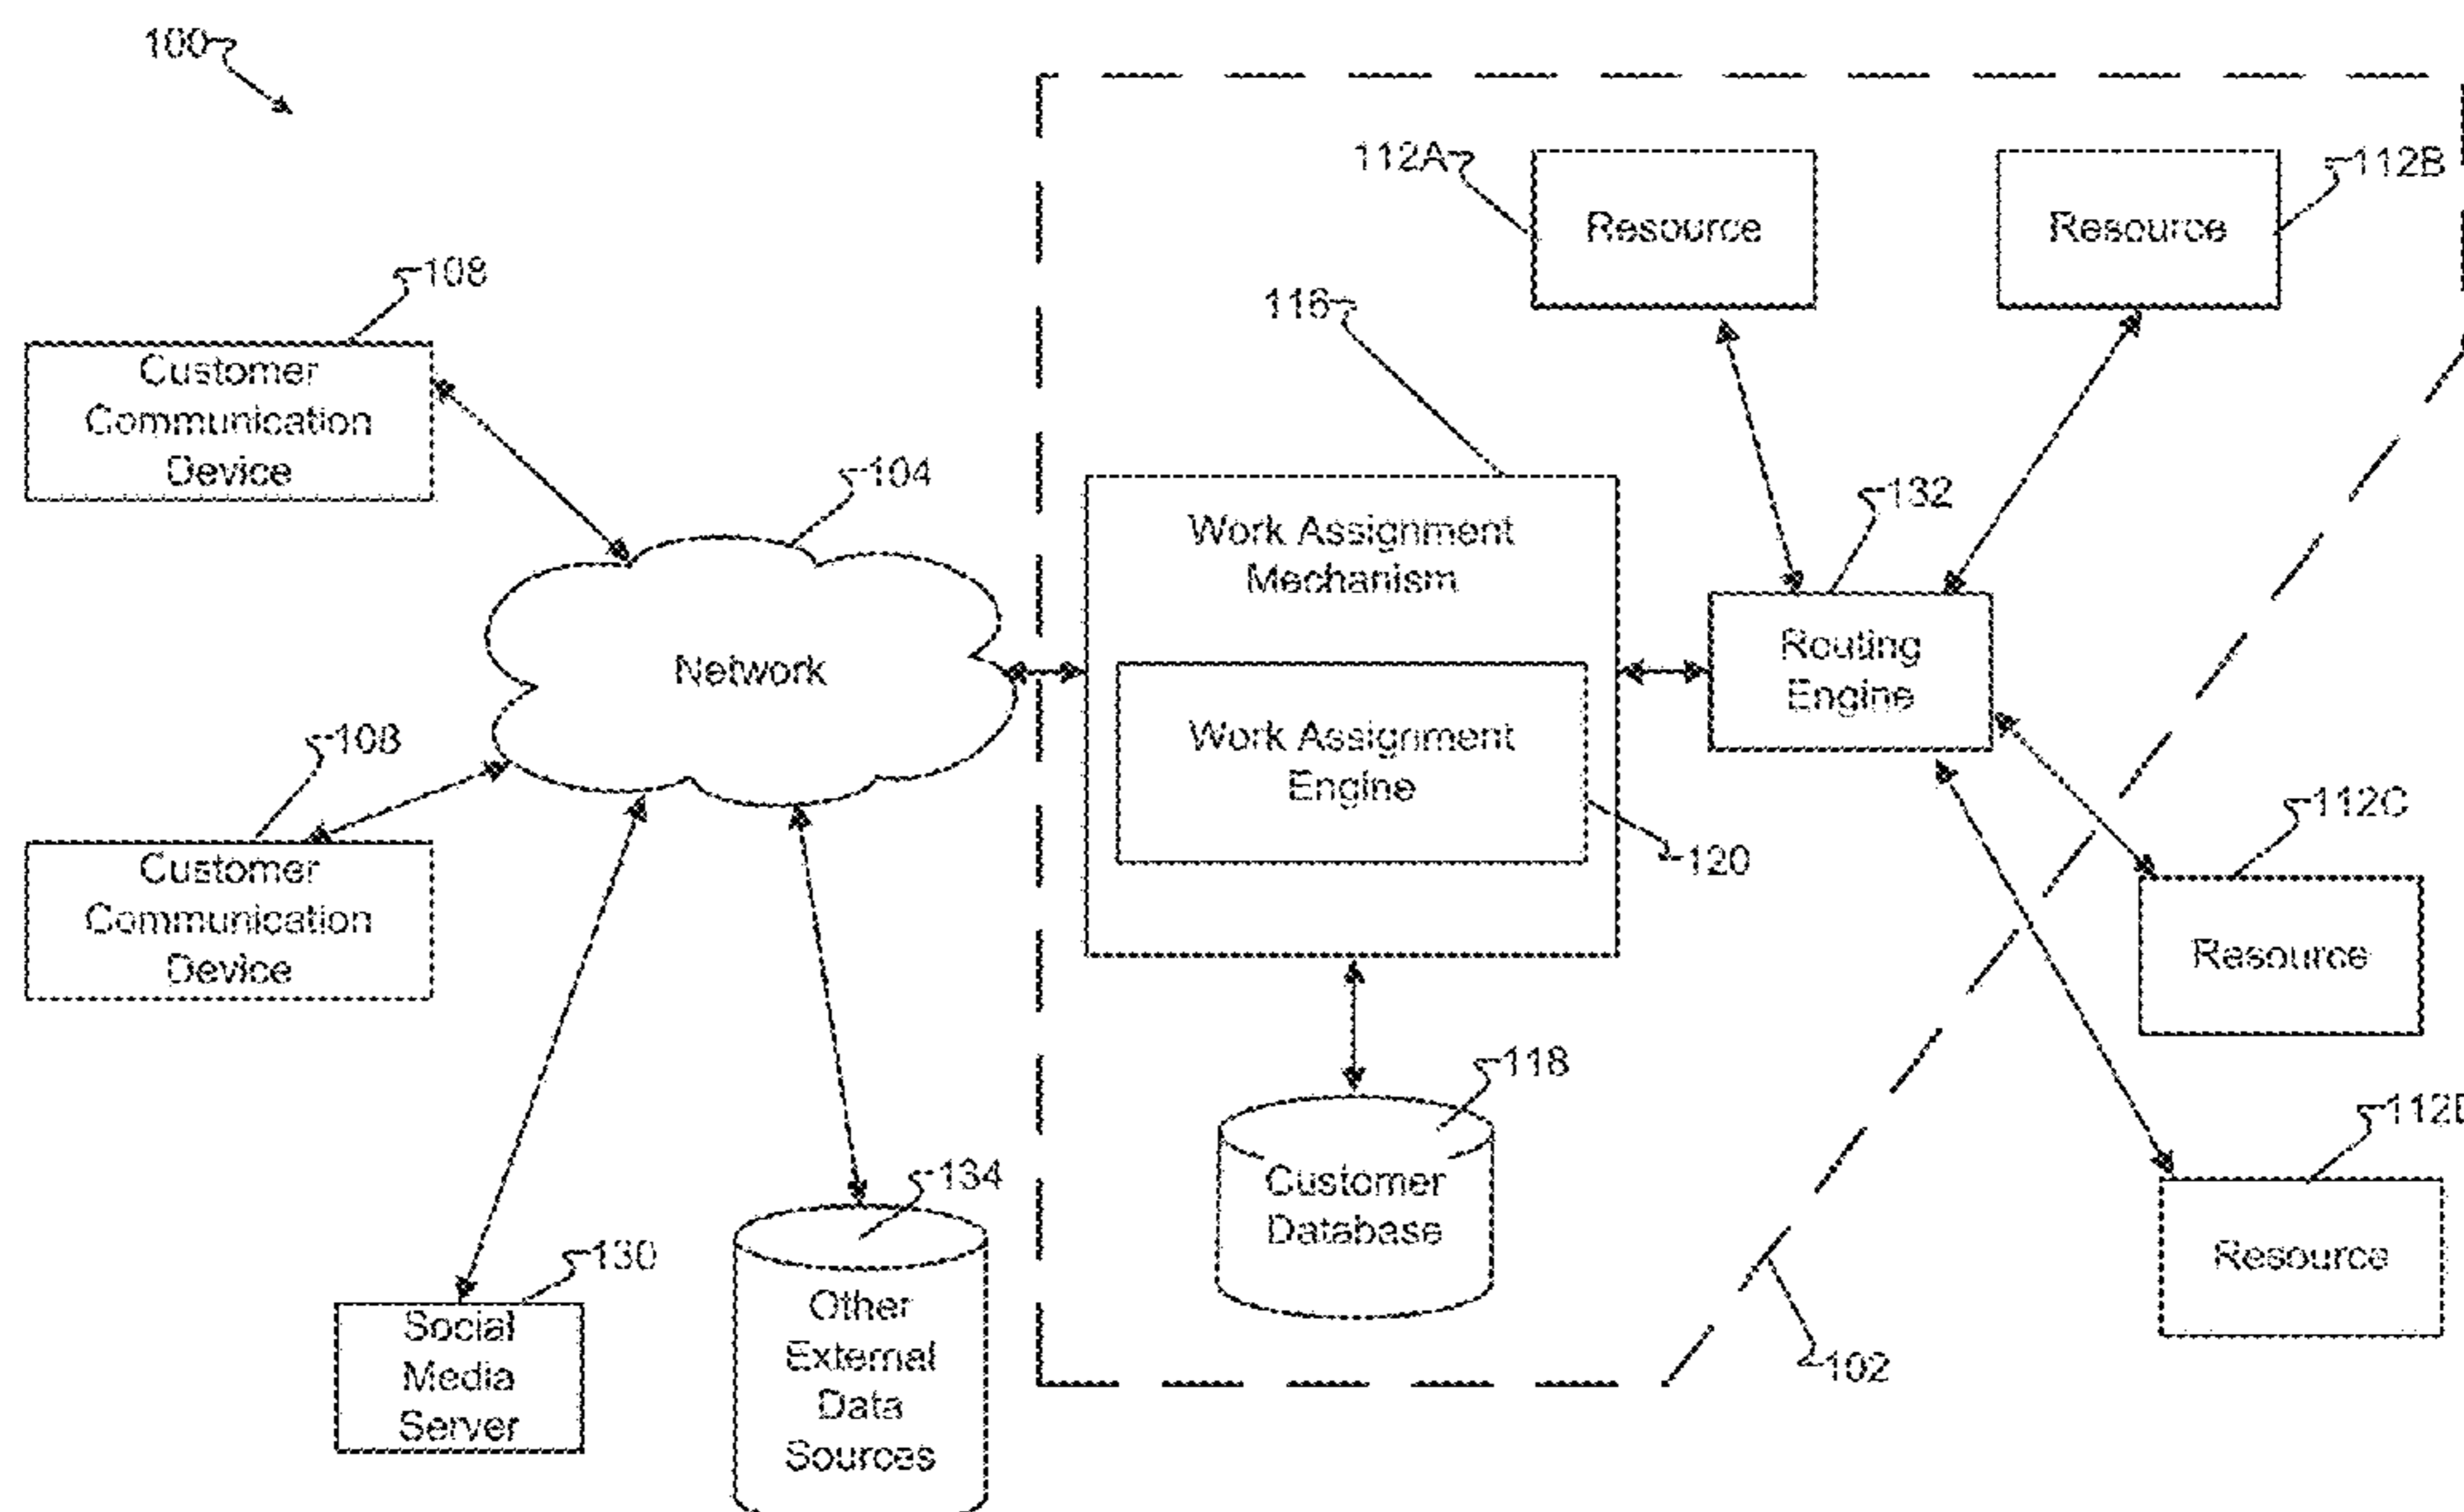 100
112A
Resource
Resource
112B
108
116
Customer
Communication
Device
104
132
Work Assignment
Mechanism
Routing
Engine
Network
Work Assignment
Engine
108
112C
120
Customer
Communication
Device
Resource
118
112
134
Customer
Database
130
Resource
Social
Media
Server
Other
External
Data
Sources
102